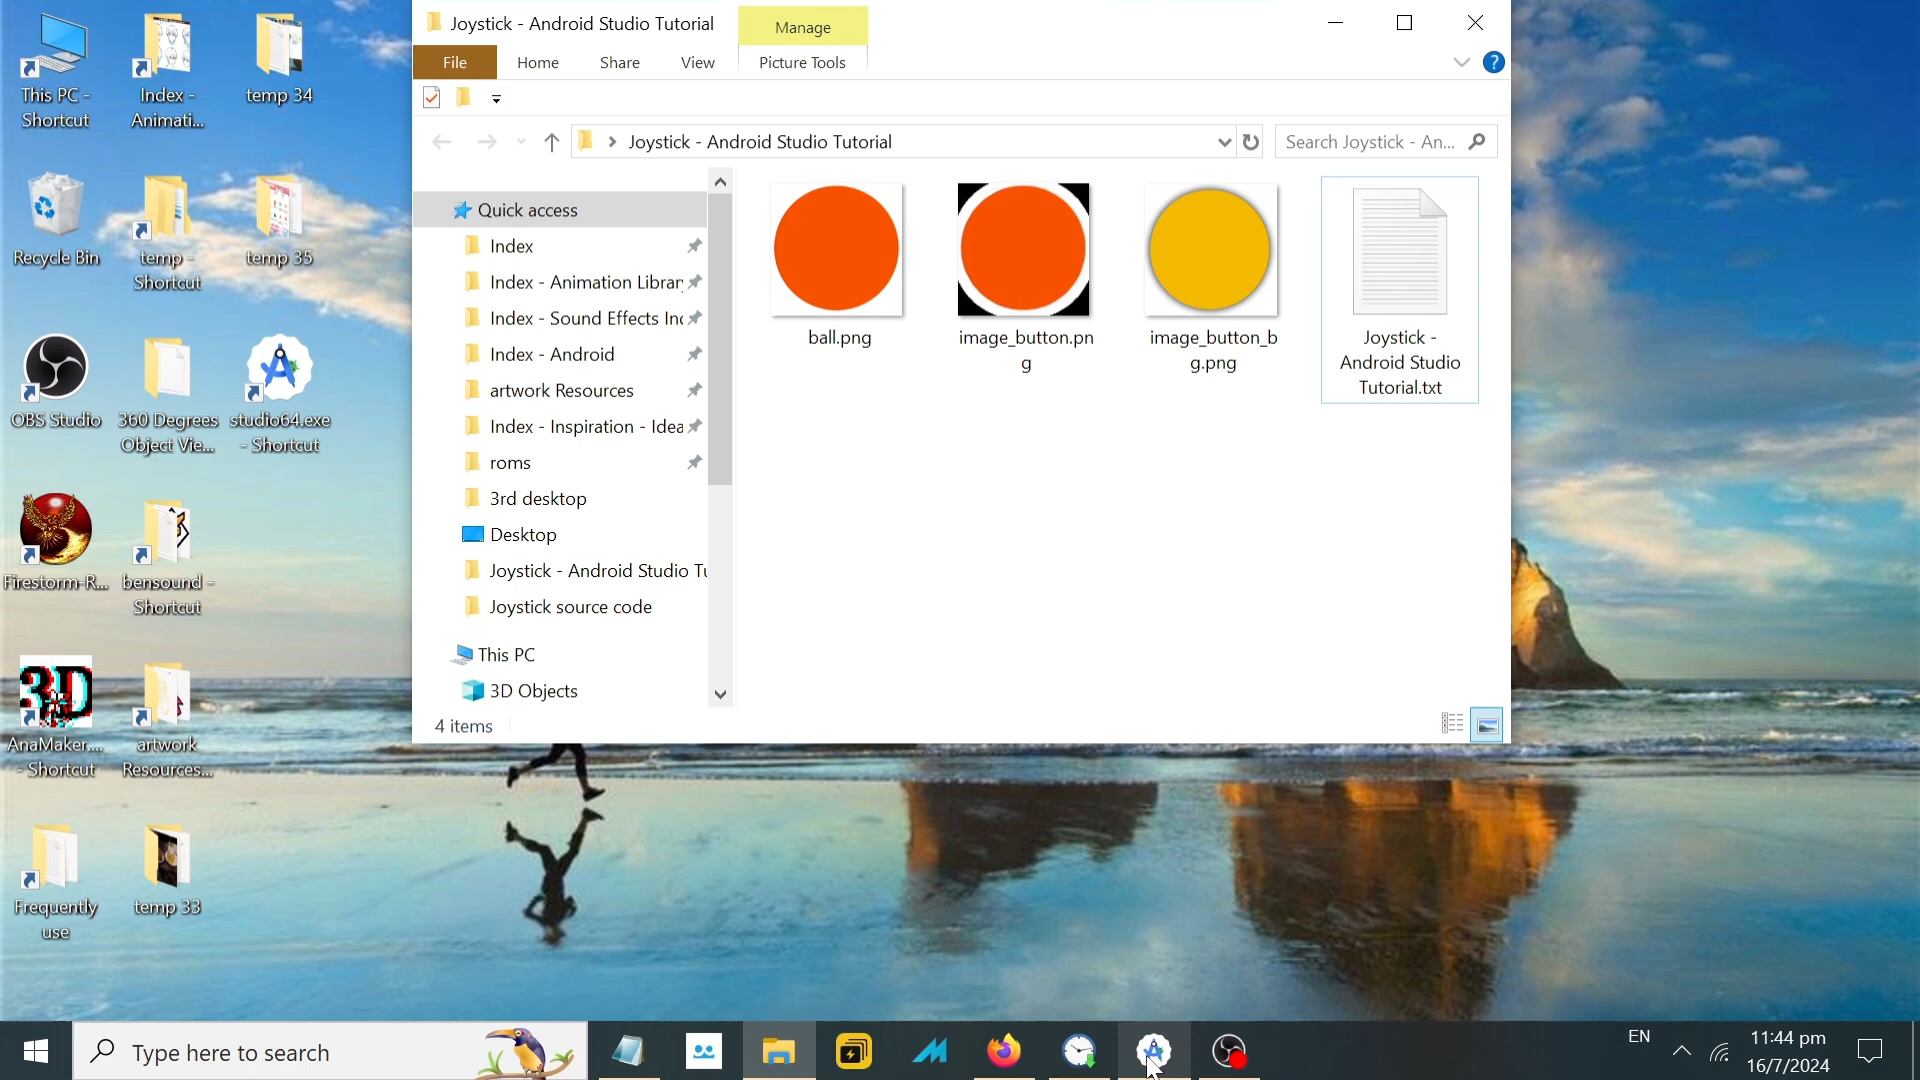 This PC -
Shortcut
Index -
Animati...
temp 34
Recycle Bin
temp -
Shortcut
temp 35
OBS Studio
360 Degrees
Object Vie...
studio64.exe
- Shortcut
Firestorm-R...
bensound -
Shortcut
3D
AnaMaker....
- Shortcut
artwork
Resources...
Frequently
use
temp 33
Joystick - Android Studio Tutorial
Manage
File
Home
Share
View
Picture Tools
?
Joystick - Android Studio Tutorial
Search Joystick - An...
Quick access
Index
Index - Animation Library
Index - Sound Effects Inc
Index - Android
artwork Resources
Index - Inspiration - Idea
roms
3rd desktop
Desktop
Joystick - Android Studio Tu
Joystick source code
This PC
3D Objects
ball.png
image_button.pn
g
image_button_b
g.png
Joystick -
Android Studio
Tutorial.txt
4 items
Type here to search
EN
11:44 pm
16/7/2024